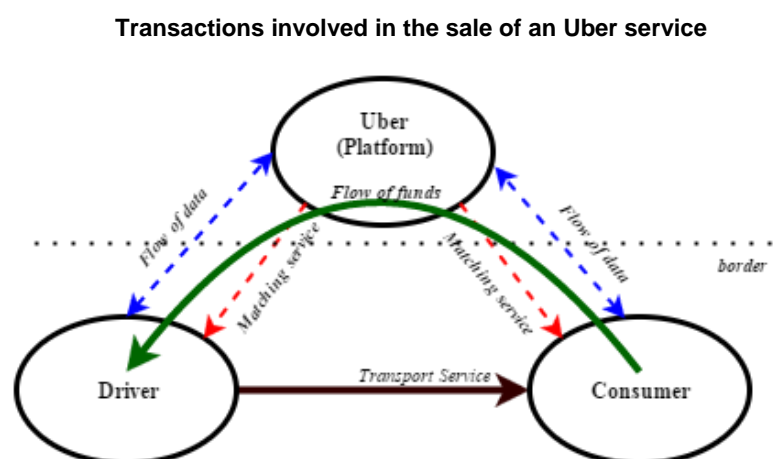 Transactions involved in the sale of an Uber service
Uber
(Platform)
Flow of funds
Flow of data
Flow of data
Matching service
Matching service
border
Driver
Transport Service
Consumer